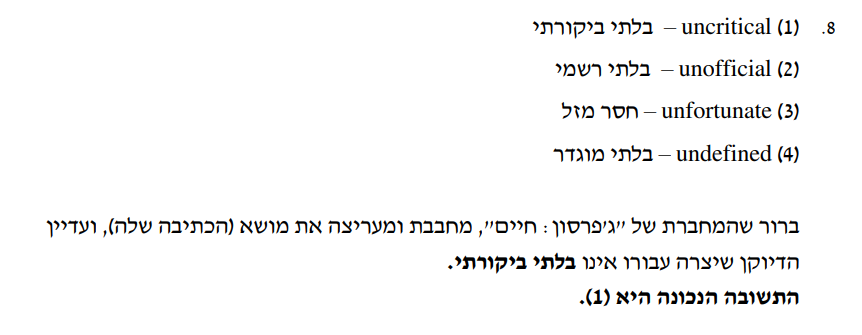 8. (1) uncritical – בלתי ביקורתי
(2) unofficial – בלתי רשמי
(3) unfortunate – חסר מזל
(4) undefined – בלתי מוגדר
ברור שהמחברת של "ג'פרסון: חיים", מחבבת ומעריצה את מושא (הכתיבה שלה), ועדיין
הדיוקן שיצרה עבורו אינו בלתי ביקורתי.
התשובה הנכונה היא (1).